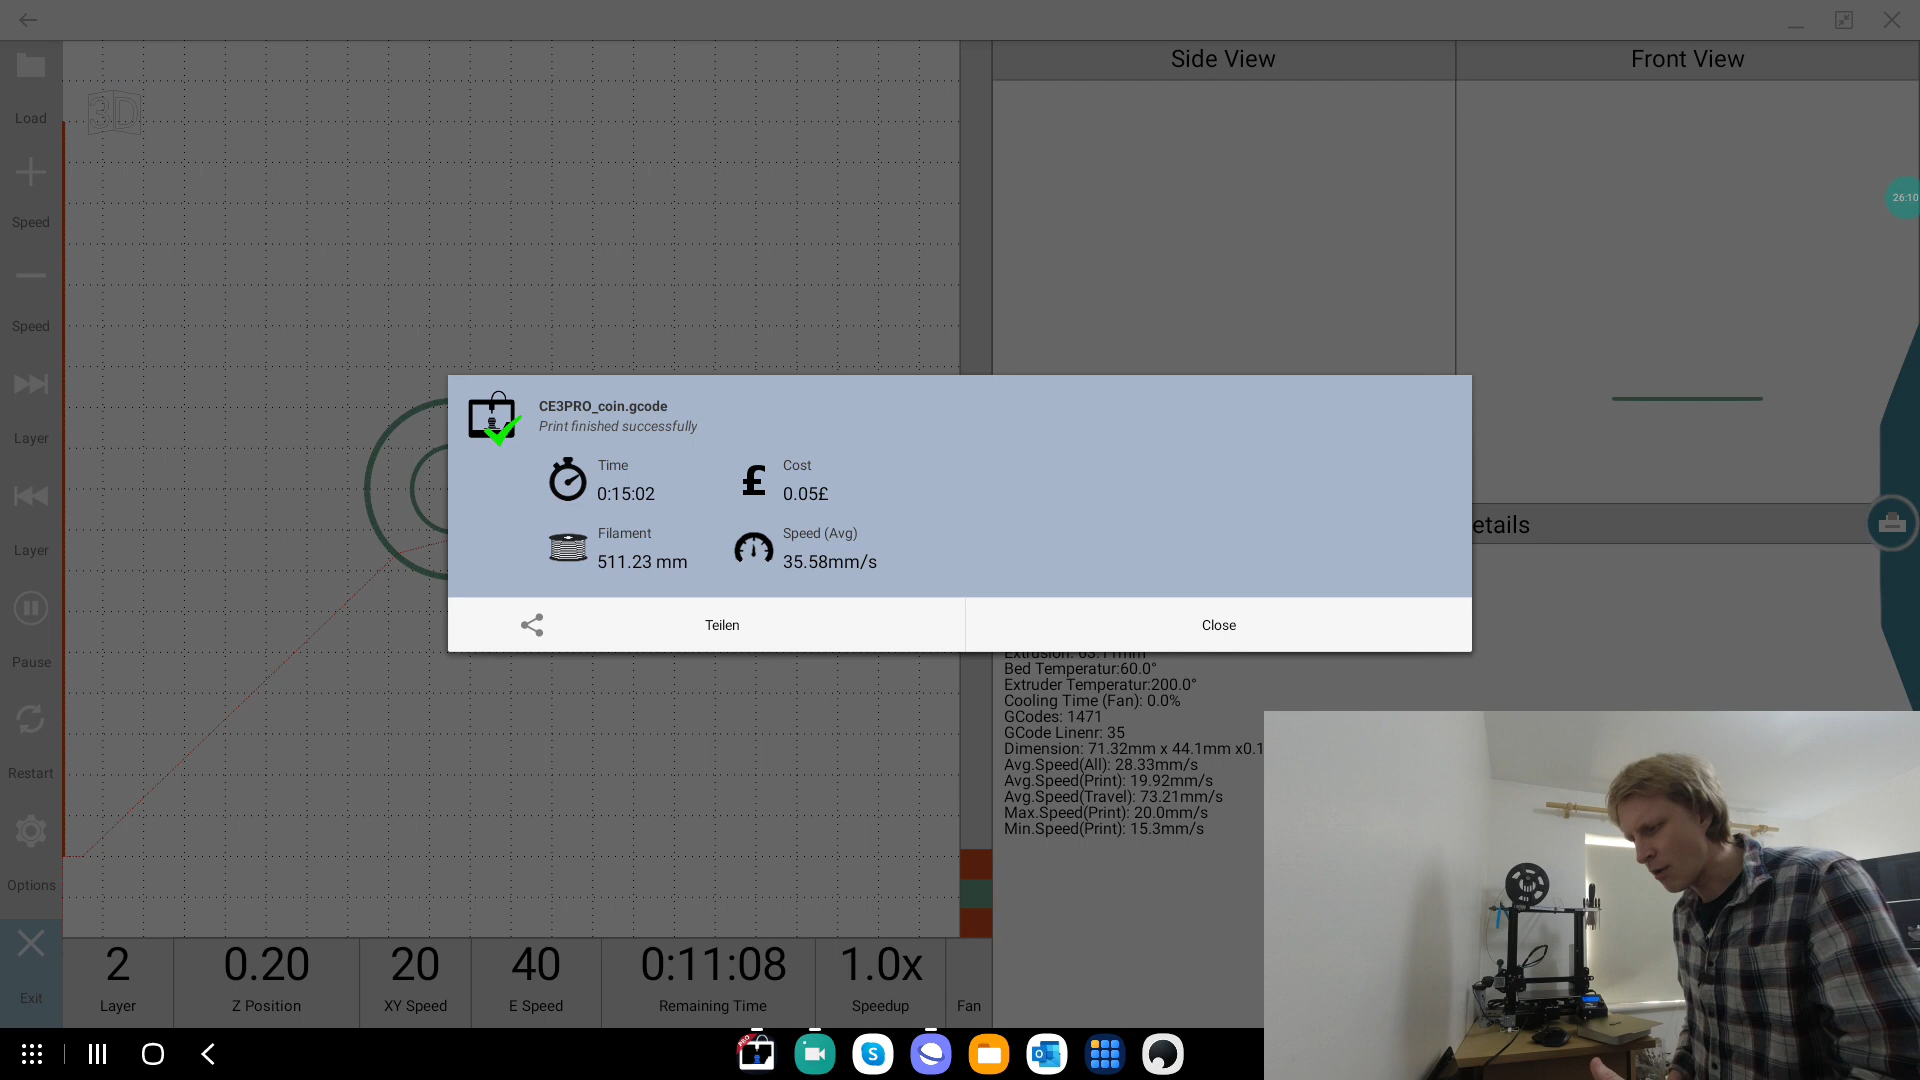 Side View
Front View
3D
Load
Speed
Speed
Layer
Layer
Pause
Restart
Options
Exit
26:10
CE3PRO_coin.gcode
Print finished successfully
Time
0:15:02
£
Cost
0.05£
Filament
511.23 mm
Speed (Avg)
35.58mm/s
Teilen
Close
etails
Bed Temperatur:60.0°
Extruder Temperatur:200.0°
Cooling Time (Fan): 0.0%
GCodes: 1471
GCode Linenr: 35
Dimension: 71.32mm x 44.1mm x0.1
Avg.Speed(All): 28.33mm/s
Avg.Speed(Print): 19.92mm/s
Avg.Speed(Travel): 73.21mm/s
Max.Speed(Print): 20.0mm/s
Min.Speed(Print): 15.3mm/s
2
0.20
20
40
0:11:08
1.0x
Layer
Z Position
XY Speed
E Speed
Remaining Time
Speedup
Fan
PRO
S